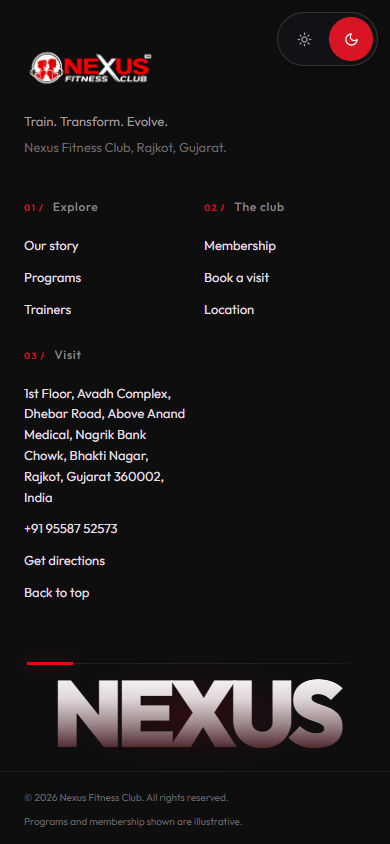 NEXUS
FITNESS CLUB
Train. Transform. Evolve.
Nexus Fitness Club, Rajkot, Gujarat.
01 / Explore
Our story
Programs
Trainers
02 / The club
Membership
Book a visit
Location
03 / Visit
1st Floor, Avadh Complex,
Dhebar Road, Above Anand
Medical, Nagrik Bank
Chowk, Bhakti Nagar,
Rajkot, Gujarat 360002,
India
+91 95587 52573
Get directions
Back to top
NEXUS
© 2026 Nexus Fitness Club. All rights reserved.
Programs and membership shown are illustrative.